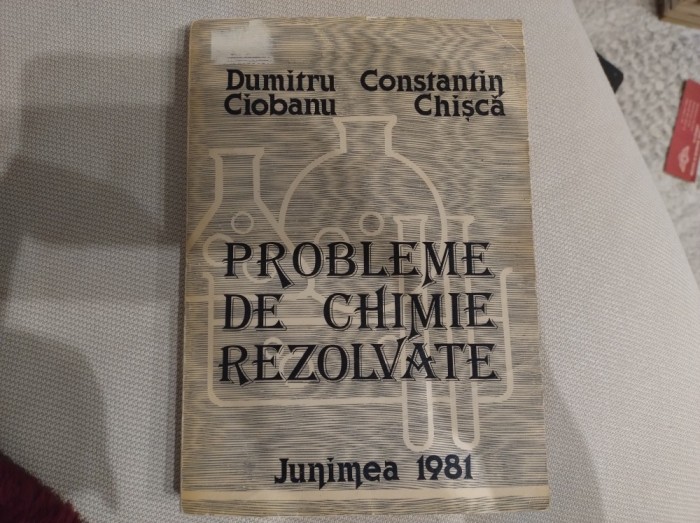 Dumitru Constantin
Ciobanu Chișcă
PROBLEME
DE CHIMIE
REZOLVATE
Junimea 1981